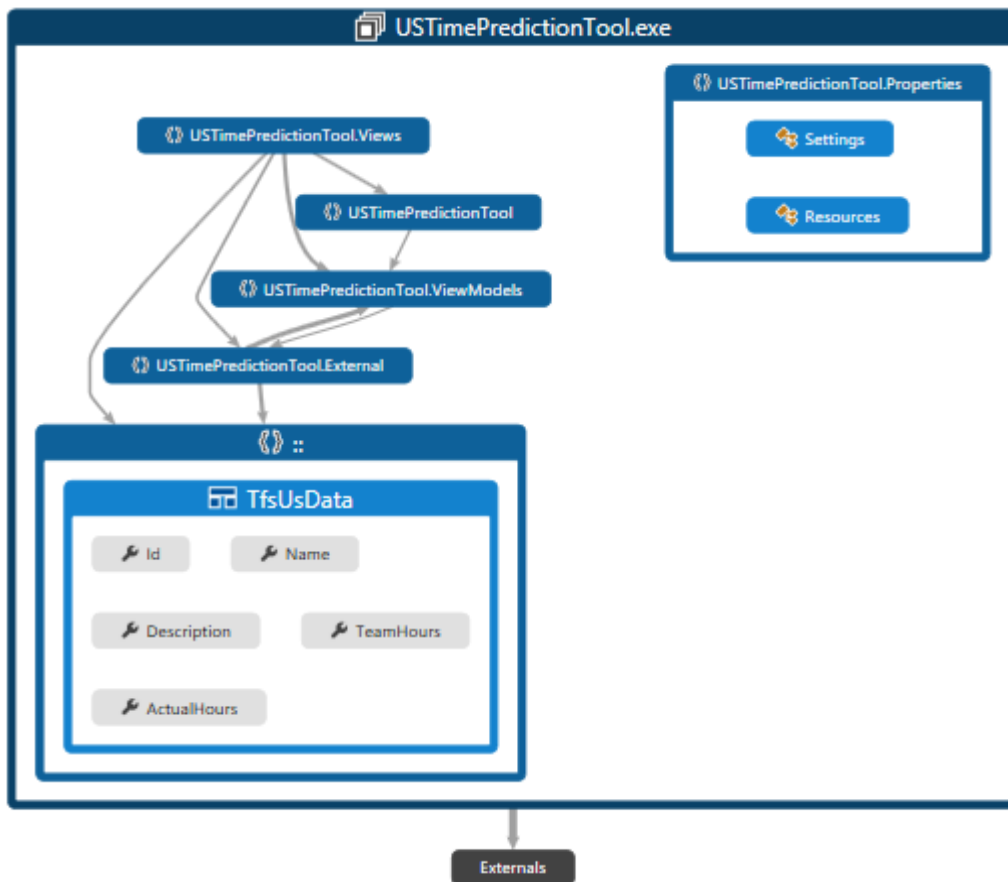 USTimePredictionTool.exe
USTimePredictionTool.Properties
Settings
Resources
USTimePredictionTool.Views
USTimePredictionTool
USTimePredictionTool.ViewModels
USTimePredictionTool.External
::
TfsUsData
Id
Name
Description
TeamHours
ActualHours
Externals